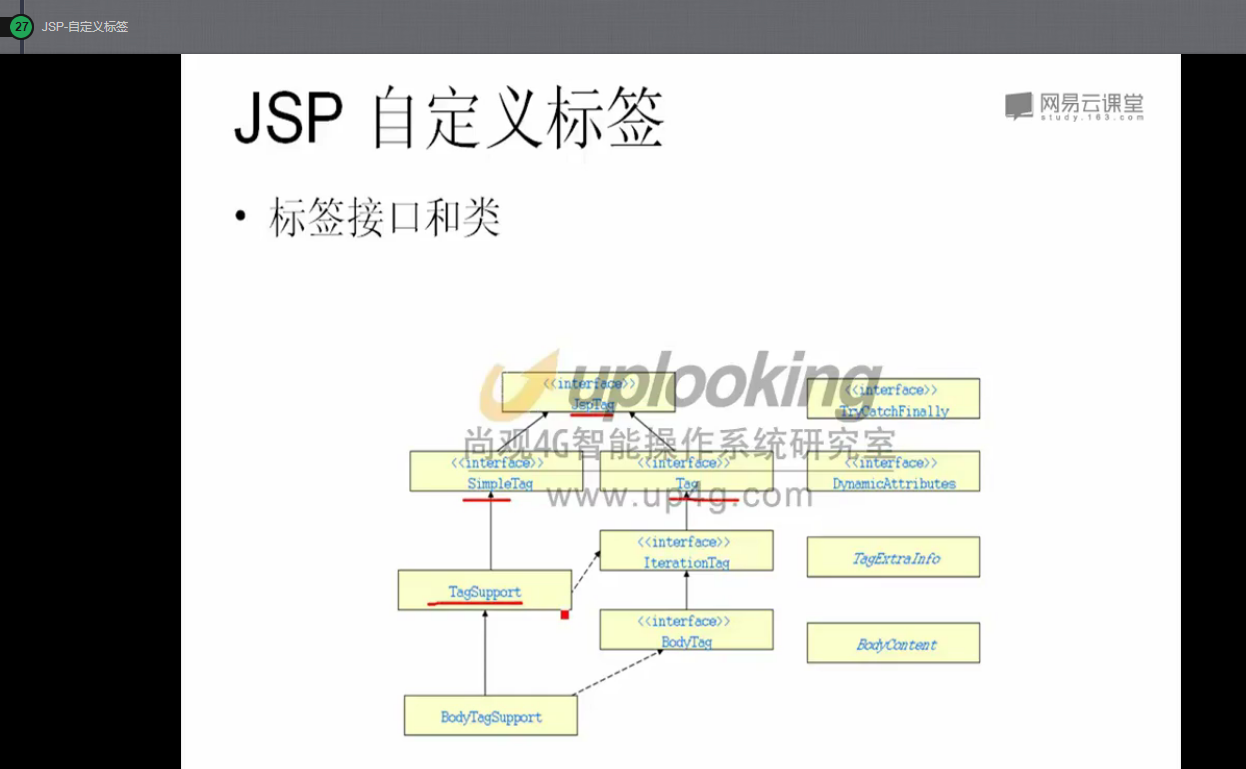 27 JSP-自定义标签
JSP 自定义标签
网易云课堂
study.163.com
• 标签接口和类
uplooking
尚观4G智能操作系统研究室
www.up4g.com
<<interface>>
JspTag
<<interface>>
TryCatchFinally
<<interface>>
SimpleTag
<<interface>>
Tag
<<interface>>
DynamicAttributes
<<interface>>
IterationTag
TagExtraInfo
TagSupport
<<interface>>
BodyTag
BodyContent
BodyTagSupport